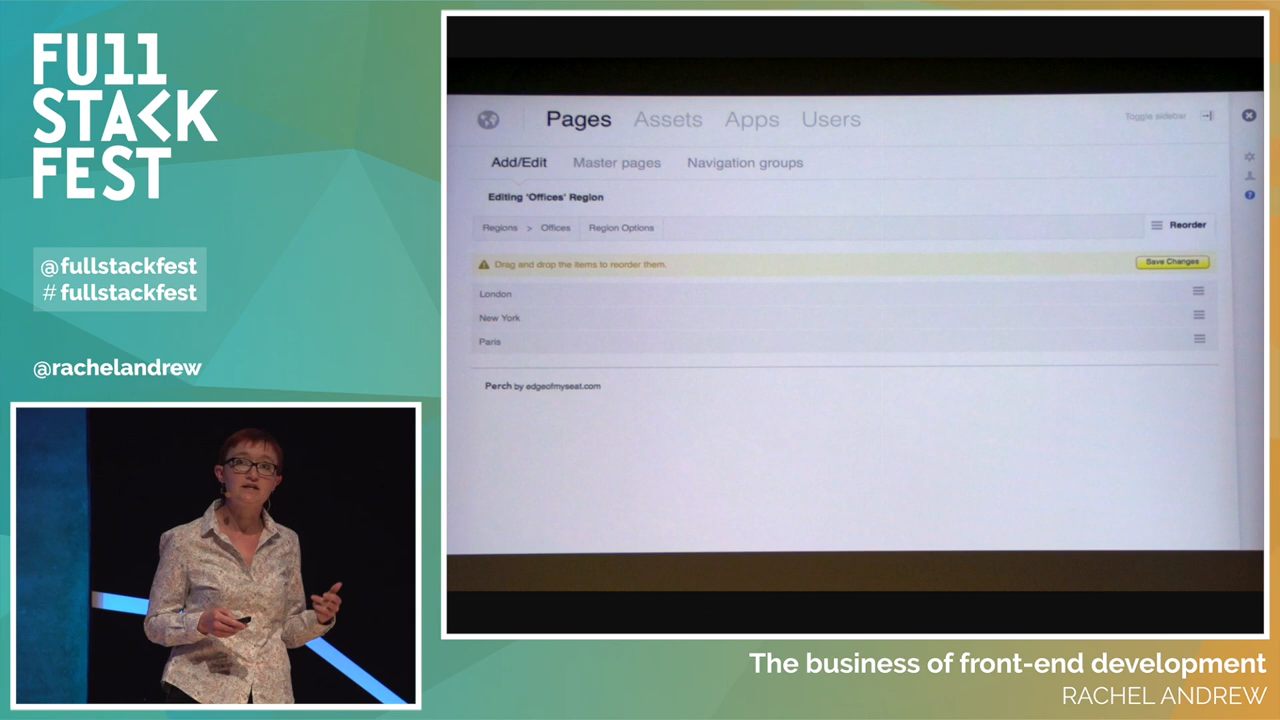 FULL
STACK
FEST
@fullstackfest
# fullstackfest
@rachelandrew
Pages Assets Apps Users
Toggle sidebar
Add/Edit Master pages Navigation groups
Editing 'Offices' Region
Regions > Offices Region Options
Reorder
Drag and drop the items to reorder them.
Save Changes
London
New York
Paris
Perch by edgeofmyseat.com
The business of front-end development
RACHEL ANDREW